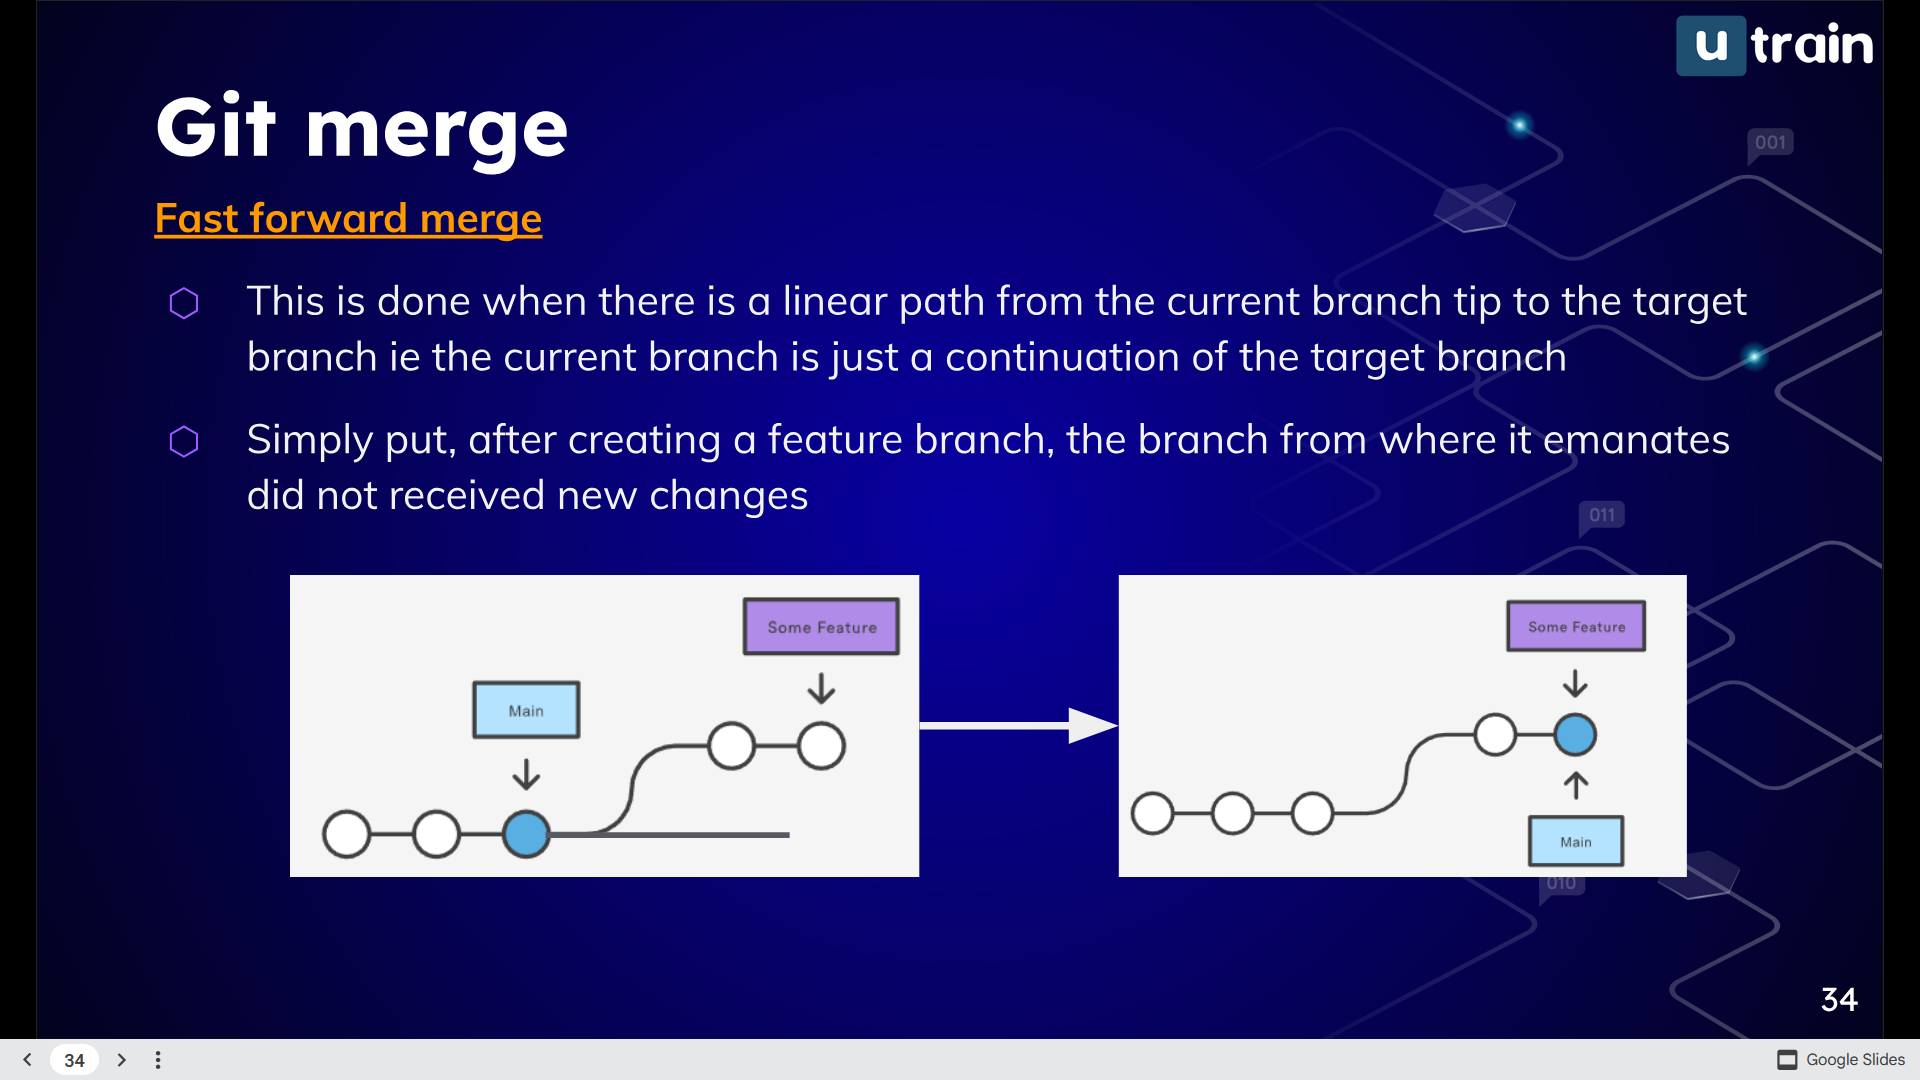 u train
Git merge
001
Fast forward merge
This is done when there is a linear path from the current branch tip to the target
branch ie the current branch is just a continuation of the target branch
Simply put, after creating a feature branch, the branch from where it emanates
did not received new changes
011
Some Feature
Main
Some Feature
Main
010
34
34
Google Slides